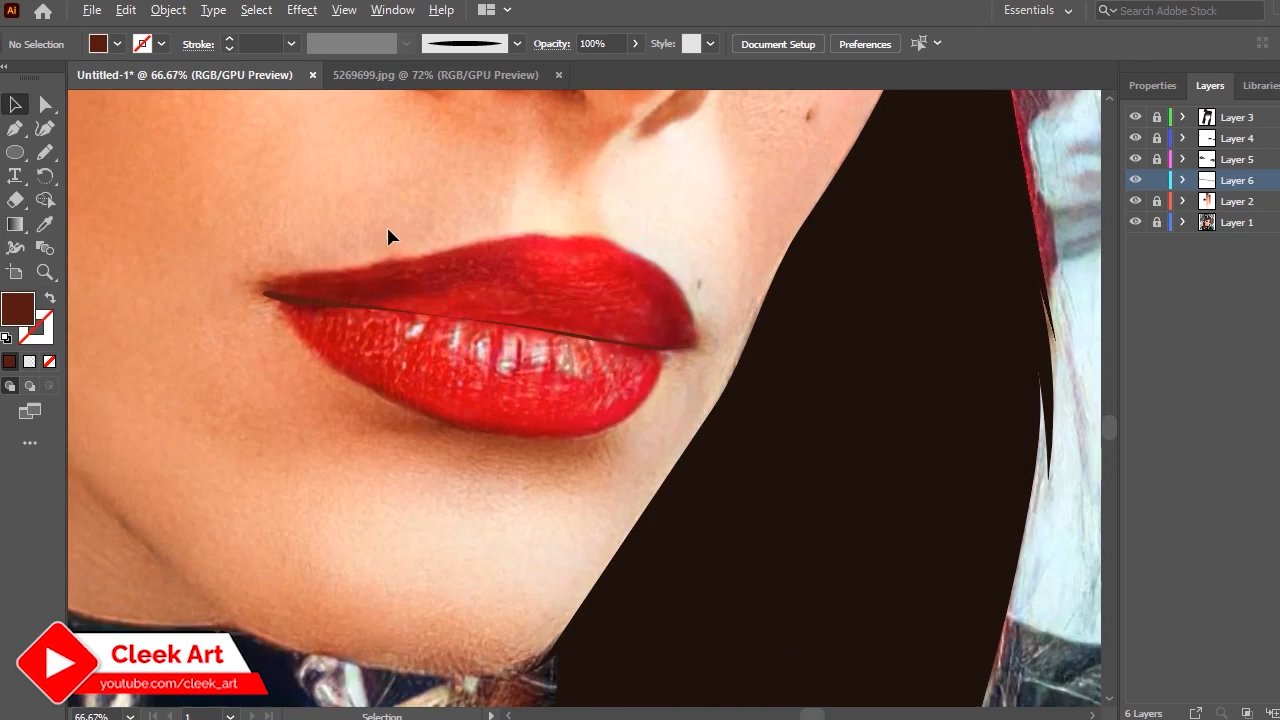 Ai File Edit Object Type Select Effect View Window Help Essentials Search Adobe Stock
No Selection Stroke: Opacity: 100% Style: Document Setup Preferences
Untitled-1* @ 66.67% (RGB/GPU Preview) × 5269699.jpg @ 72% (RGB/GPU Preview) ×
Properties Layers Libraries
Layer 3
Layer 4
Layer 5
Layer 6
Layer 2
Layer 1
Cleek Art
youtube.com/cleek_art
66.67% 1 Selection 6 Layers